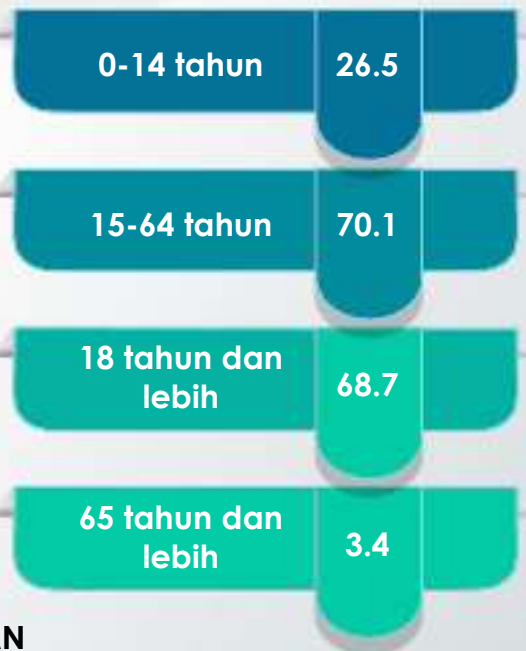 0-14 tahun 26.5
15-64 tahun 70.1
18 tahun dan
lebih 68.7
65 tahun dan
lebih 3.4